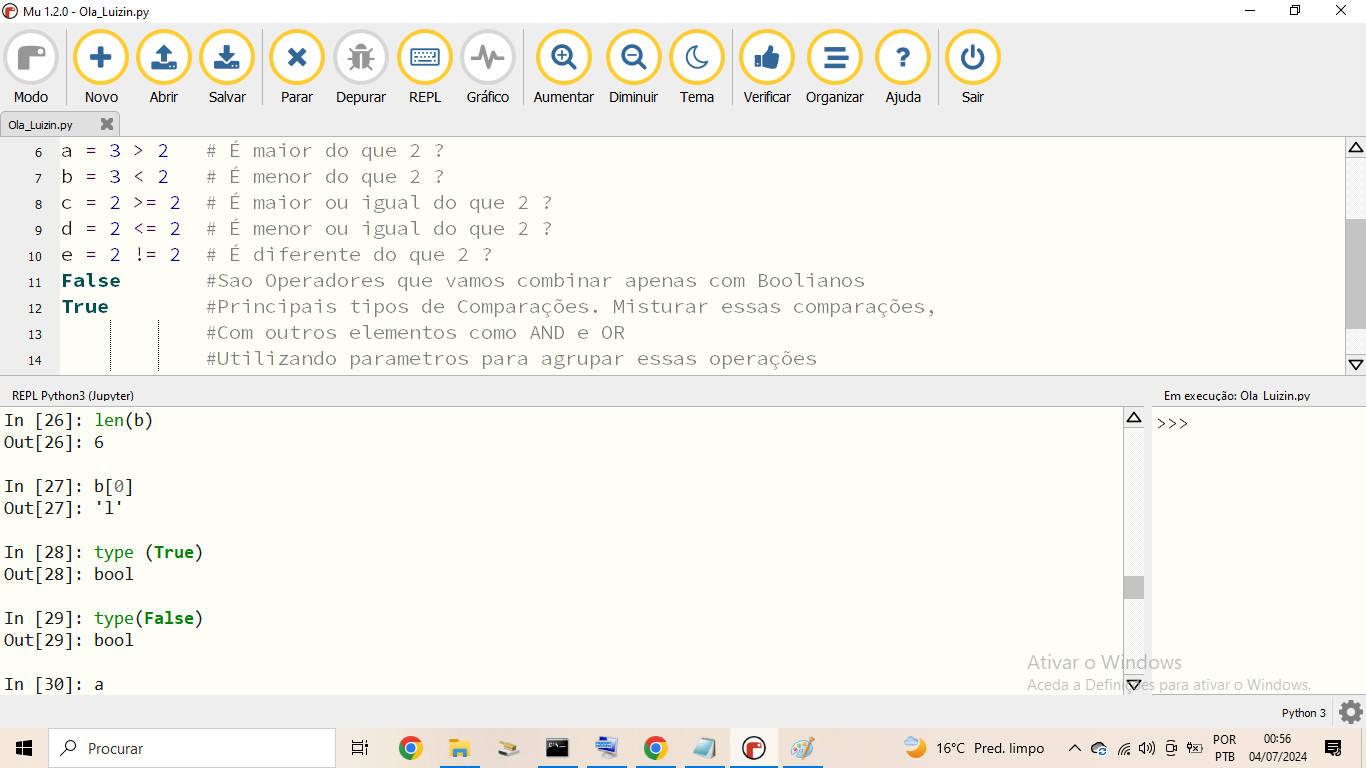 Mu 1.2.0 - Ola_Luizin.py
Modo Novo Abrir Salvar Parar Depurar REPL Gráfico Aumentar Diminuir Tema Verificar Organizar Ajuda Sair
Ola_Luizin.py
6 a = 3 > 2 # É maior do que 2 ?
7 b = 3 < 2 # É menor do que 2 ?
8 c = 2 >= 2 # É maior ou igual do que 2 ?
9 d = 2 <= 2 # É menor ou igual do que 2 ?
10 e = 2 != 2 # É diferente do que 2 ?
11 False #Sao Operadores que vamos combinar apenas com Boolianos
12 True #Principais tipos de Comparações. Misturar essas comparações,
13 #Com outros elementos como AND e OR
14 #Utilizando parametros para agrupar essas operações
REPL Python3 (Jupyter)
In [26]: len(b)
Out[26]: 6
In [27]: b[0]
Out[27]: 'l'
In [28]: type (True)
Out[28]: bool
In [29]: type(False)
Out[29]: bool
In [30]: a
Em execução: Ola_Luizin.py
>>>
Ativar o Windows
Aceda a Definições para ativar o Windows.
Python 3
Procurar
16°C Pred. limpo
POR
PTB
00:56
04/07/2024